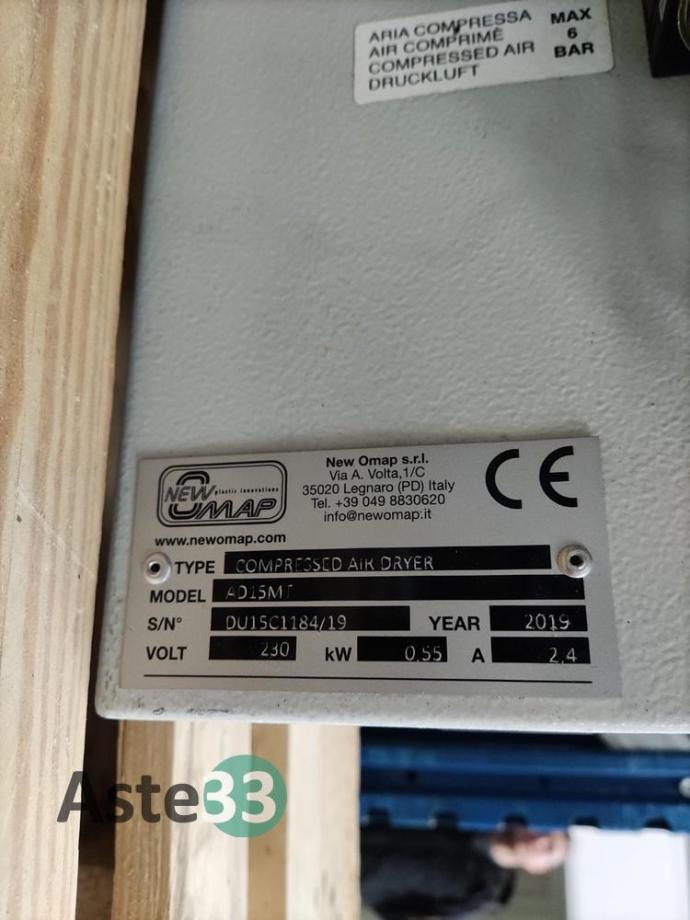 ARIA COMPRESSA
AIR COMPRIMÈ
COMPRESSED AIR
DRUCKLUFT
MAX
6
BAR
NEW
plastic innovations
OMAP
www.newomap.com
New Omap s.r.l.
Via A. Volta,1/C
35020 Legnaro (PD) Italy
Tel. +39 049 8830620
info@newomap.it
CE
TYPE COMPRESSED AIR DRYER
MODEL AD15MT
S/N° DU15C1184/19 YEAR 2019
VOLT 230 kW 0,55 A 2,4
Aste33